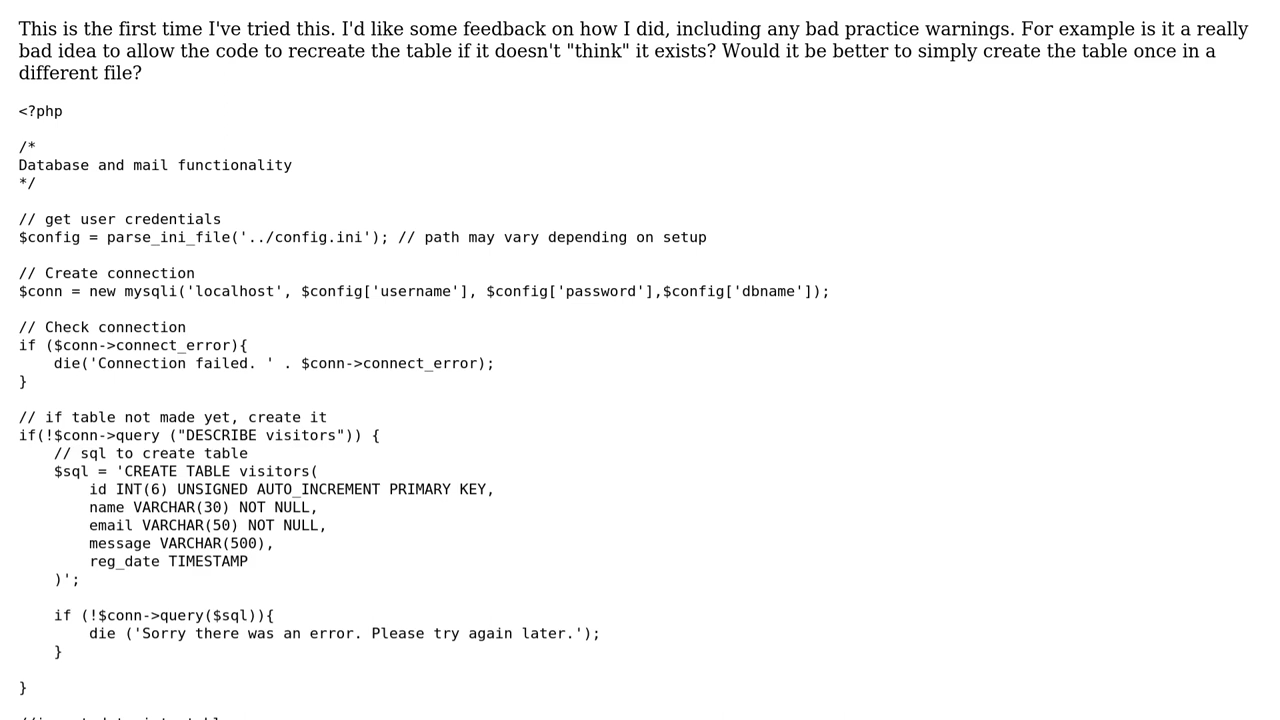 This is the first time I've tried this. I'd like some feedback on how I did, including any bad practice warnings. For example is it a really
bad idea to allow the code to recreate the table if it doesn't "think" it exists? Would it be better to simply create the table once in a
different file?
<?php
/*
Database and mail functionality
*/
// get user credentials
$config = parse_ini_file('../config.ini'); // path may vary depending on setup
// Create connection
$conn = new mysqli('localhost', $config['username'], $config['password'],$config['dbname']);
// Check connection
if ($conn->connect_error){
    die('Connection failed. ' . $conn->connect_error);
}
// if table not made yet, create it
if(!$conn->query ("DESCRIBE visitors")) {
    // sql to create table
    $sql = 'CREATE TABLE visitors(
        id INT(6) UNSIGNED AUTO_INCREMENT PRIMARY KEY,
        name VARCHAR(30) NOT NULL,
        email VARCHAR(50) NOT NULL,
        message VARCHAR(500),
        reg_date TIMESTAMP
    )';
    if (!$conn->query($sql)){
        die ('Sorry there was an error. Please try again later.');
    }
}